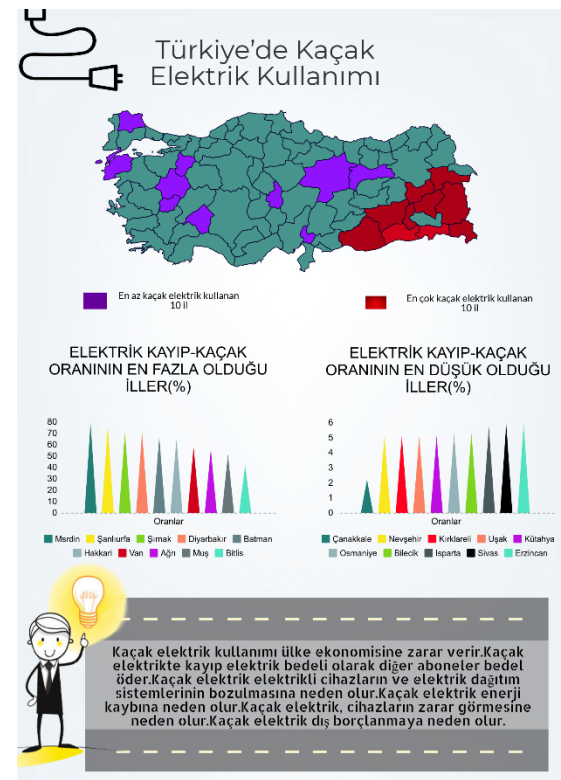 Türkiye'de Kaçak
Elektrik Kullanımı
En az kaçak elektrik kullanan
10 il
En çok kaçak elektrik kullanan
10 il
ELEKTRİK KAYIP-KAÇAK
ORANININ EN FAZLA OLDUĞU
İLLER(%)
80
70
60
50
40
30
20
10
0
Oranlar
Msrdin Şanlıurfa Şırnak Diyarbakır Batman
Hakkari Van Ağrı Muş Bitlis
ELEKTRİK KAYIP-KAÇAK
ORANININ EN DÜŞÜK OLDUĞU
İLLER(%)
6
5
4
3
2
1
0
Oranlar
Çanakkale Nevşehir Kırklareli Uşak Kütahya
Osmaniye Bilecik Isparta Sivas Erzincan
Kaçak elektrik kullanımı ülke ekonomisine zarar verir.Kaçak
elektrikte kayıp elektrik bedeli olarak diğer aboneler bedel
öder.Kaçak elektrik elektrikli cihazların ve elektrik dağıtım
sistemlerinin bozulmasına neden olur.Kaçak elektrik enerji
kaybına neden olur.Kaçak elektrik, cihazların zarar görmesine
neden olur.Kaçak elektrik dış borçlanmaya neden olur.